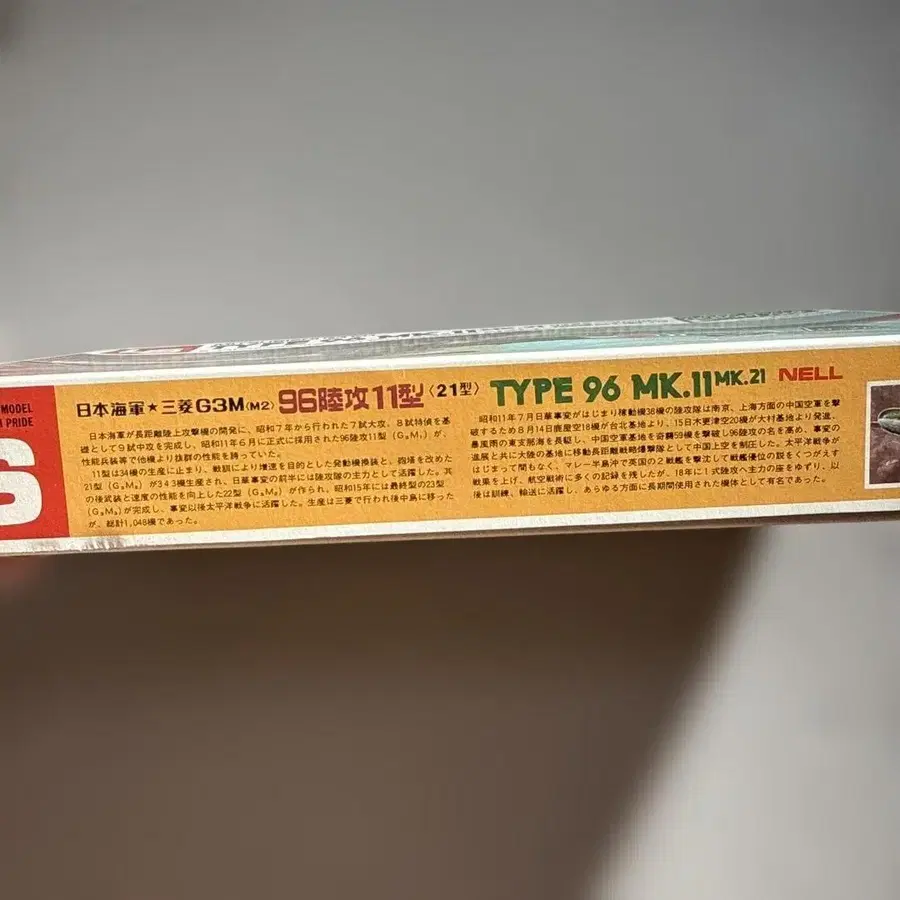 MODEL
PRIDE
S
日本海軍★三菱G3M〈M2〉 96陸攻11型〈21型〉 TYPE 96 MK.11 MK.21 NELL
日本海軍が長距離陸上攻撃機の開発に、昭和7年から行われた7試大攻、8試特偵を基
礎として9試中攻を完成し、昭和11年6月に正式に採用された96陸攻11型(G₃M₁)が、
性能兵装等で他機より抜群の性能を誇っていた。
11型は34機の生産に止まり、戦訓により増速を目的とした発動機換装と、砲塔を改めた
21型(G₃M₂)が343機生産され、日華事変の前半には陸攻隊の主力として活躍した。其
の後武装と速度の性能を向上した22型(G₃M₂)が作られ、昭和15年には最終型の23型
(G₃M₃)が完成し、事変以後太平洋戦争に活躍した。生産は三菱で行われ後中島に移った
が、総計1,048機であった。
昭和11年7月日華事変がはじまり稼動機38機の陸攻隊は南京、上海方面の中国空軍を撃
破するため8月14日鹿屋空18機が台北基地より、15日木更津空20機が大村基地より発進、
暴風雨の東支那海を長駆し、中国空軍基地を奇襲59機を撃破し96陸攻の名を高め、事変の
進展と共に大陸の基地に移動長距離戦略爆撃隊として中国上空を制圧した。太平洋戦争が
はじまって間もなく、マレー半島沖で英国の2戦艦を撃沈して戦艦優位の説をくつがえす
戦果を上げ、航空戦術に多くの記録を残したが、18年に1式陸攻へ主力の座をゆずり、以
後は訓練、輸送に活躍し、あらゆる方面に長期間使用された機体として有名であった。